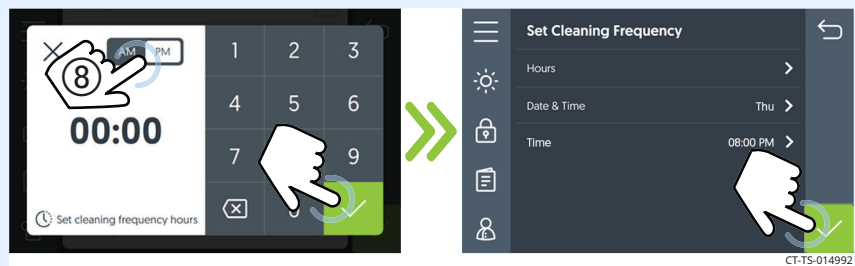 AM PM
8
00:00
Set cleaning frequency hours
1 2 3
4 5 6
7 9
Set Cleaning Frequency
Hours
Date & Time Thu
Time 08:00 PM
CT-TS-014992